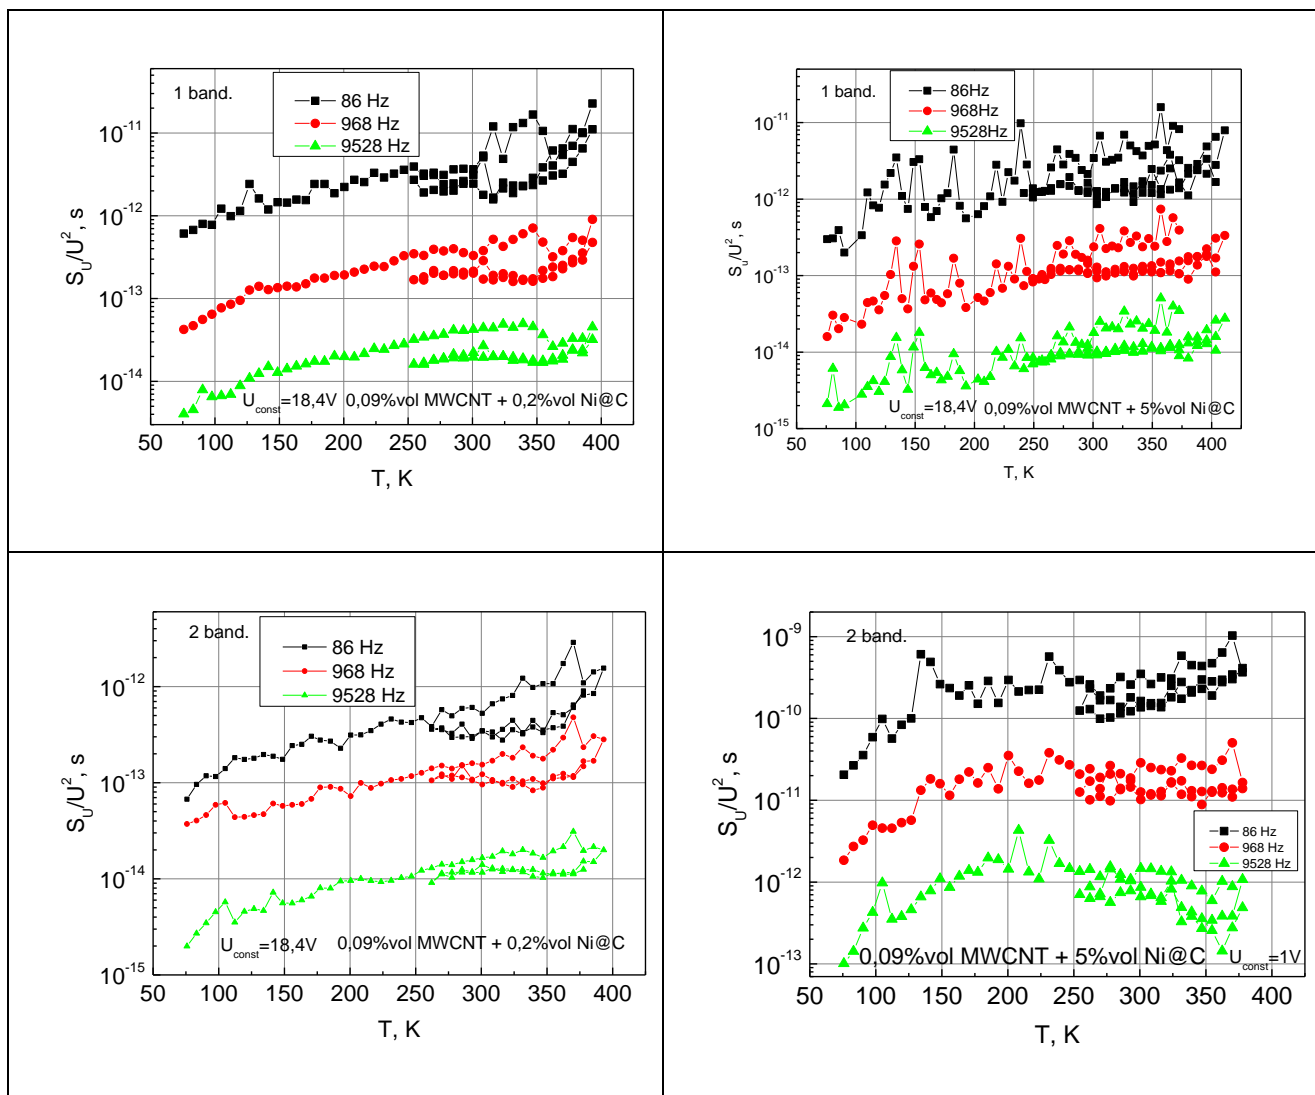 1 band.
86 Hz
968 Hz
9528 Hz
S_U/U², s
10⁻¹¹
10⁻¹²
10⁻¹³
10⁻¹⁴
U_const=18,4V 0,09%vol MWCNT + 0,2%vol Ni@C
50 100 150 200 250 300 350 400
T, K
1 band.
86Hz
968Hz
9528Hz
S_U/U², s
10⁻¹¹
10⁻¹²
10⁻¹³
10⁻¹⁴
10⁻¹⁵
U_const=18,4V 0,09%vol MWCNT + 5%vol Ni@C
50 100 150 200 250 300 350 400
T, K
2 band.
86 Hz
968 Hz
9528 Hz
S_U/U², s
10⁻¹²
10⁻¹³
10⁻¹⁴
10⁻¹⁵
U_const=18,4V 0,09%vol MWCNT + 0,2%vol Ni@C
50 100 150 200 250 300 350 400
T, K
2 band.
S_U/U², s
10⁻⁹
10⁻¹⁰
10⁻¹¹
10⁻¹²
10⁻¹³
86 Hz
968 Hz
9528 Hz
0,09%vol MWCNT + 5%vol Ni@C U_const=1V
50 100 150 200 250 300 350 400
T, K